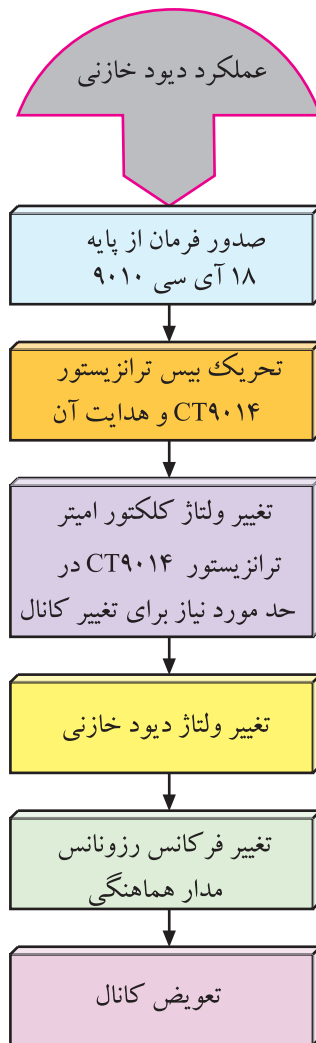 عملکرد دیود خازنی
صدور فرمان از پایه
۱۸ آی سی ۹۰۱۰
تحریك بیس ترانزیستور
CT۹۰۱۴ و هدایت آن
تغییر ولتاژ کلکتور امیتر
ترانزیستور CT۹۰۱۴ در
حد مورد نیاز برای تغییر کانال
تغییر ولتاژ دیود خازنی
تغییر فرکانس رزونانس
مدار هماهنگی
تعویض کانال